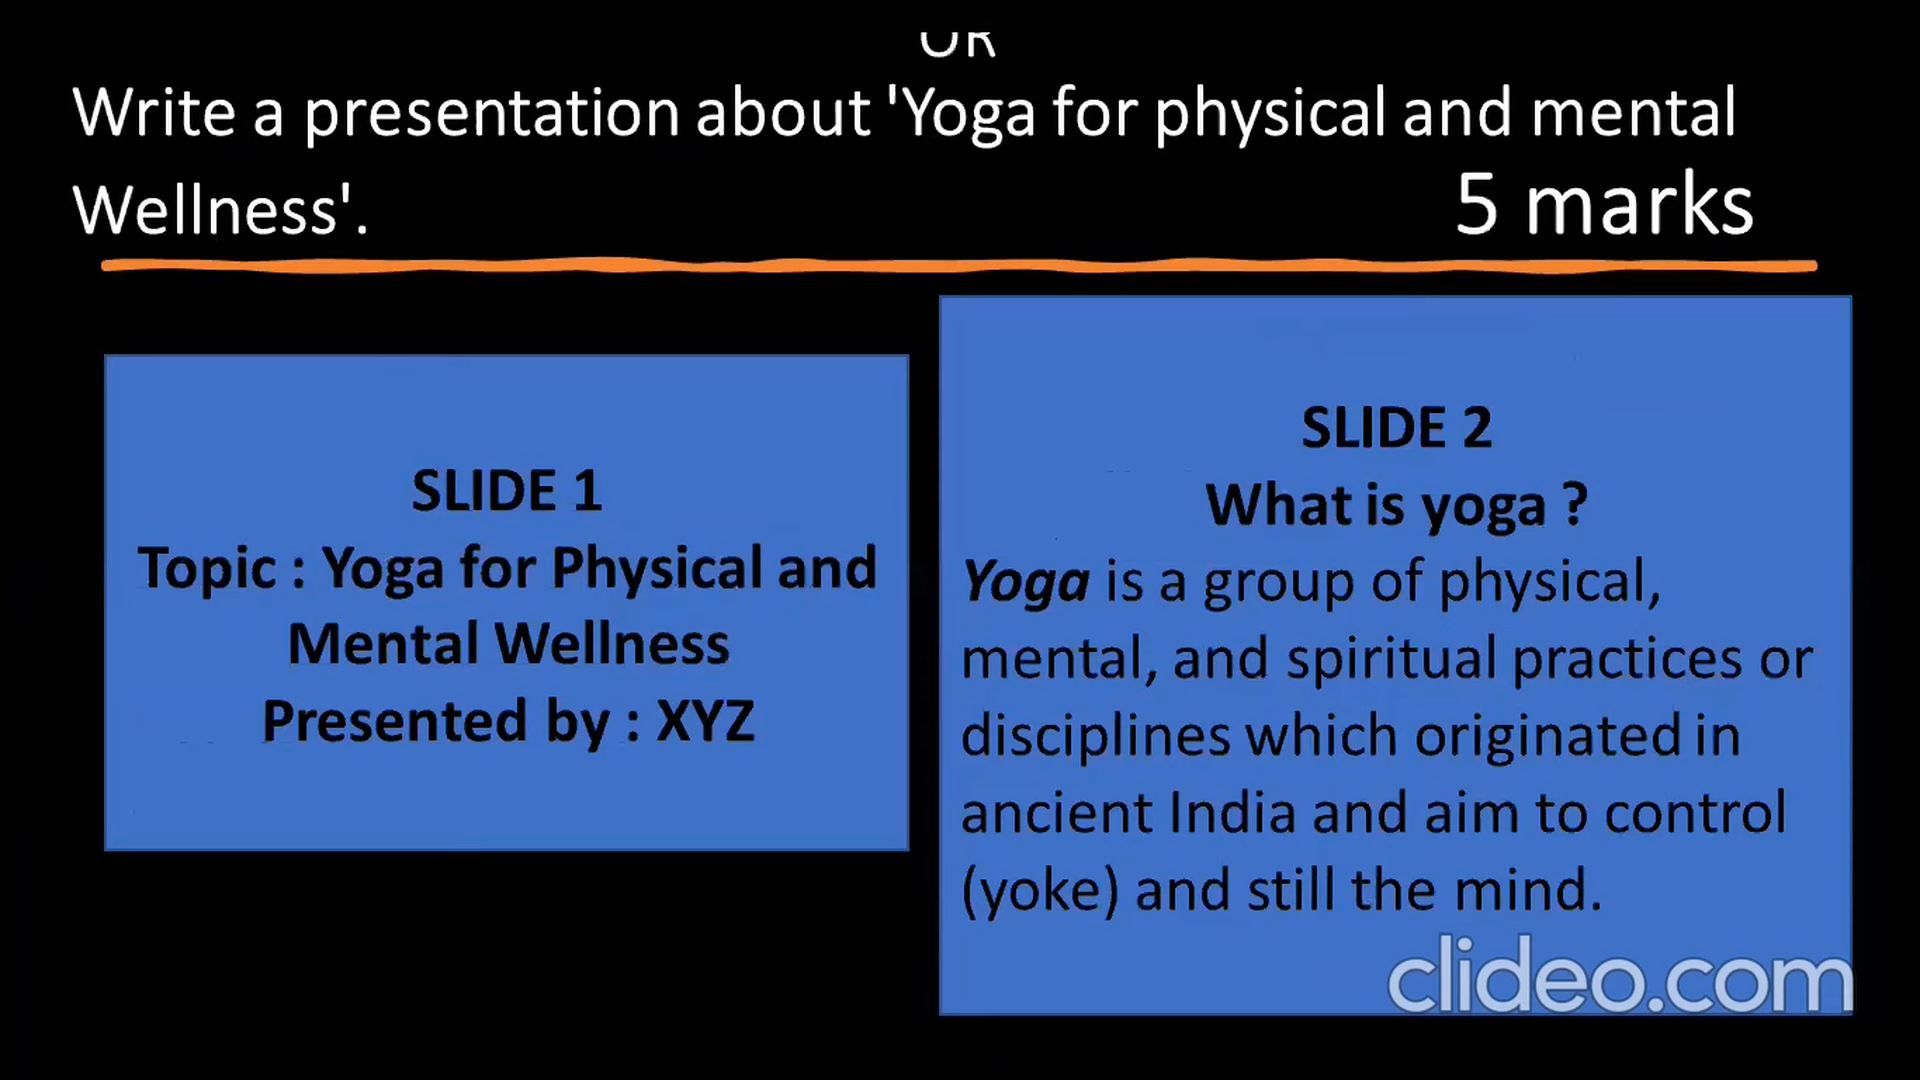 OR
Write a presentation about 'Yoga for physical and mental
Wellness'. 5 marks
SLIDE 1
Topic : Yoga for Physical and
Mental Wellness
Presented by : XYZ
SLIDE 2
What is yoga ?
Yoga is a group of physical,
mental, and spiritual practices or
disciplines which originated in
ancient India and aim to control
(yoke) and still the mind.
clideo.com